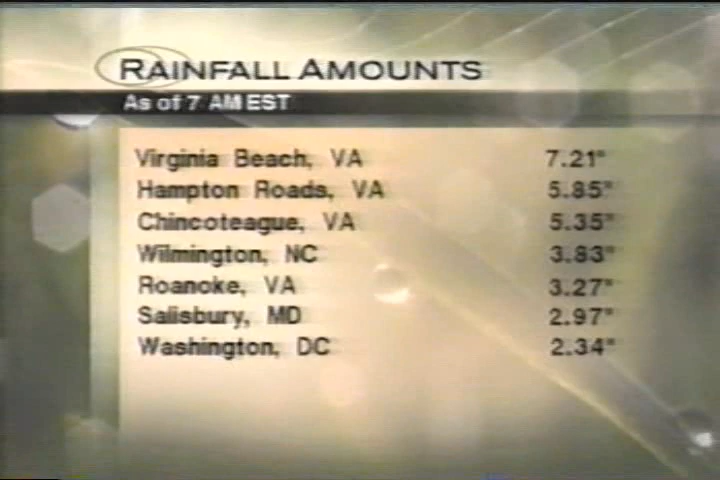 RAINFALL AMOUNTS
As of 7 AM EST
Virginia Beach, VA 7.21"
Hampton Roads, VA 5.85"
Chincoteague, VA 5.35"
Wilmington, NC 3.83"
Roanoke, VA 3.27"
Salisbury, MD 2.97"
Washington, DC 2.34"